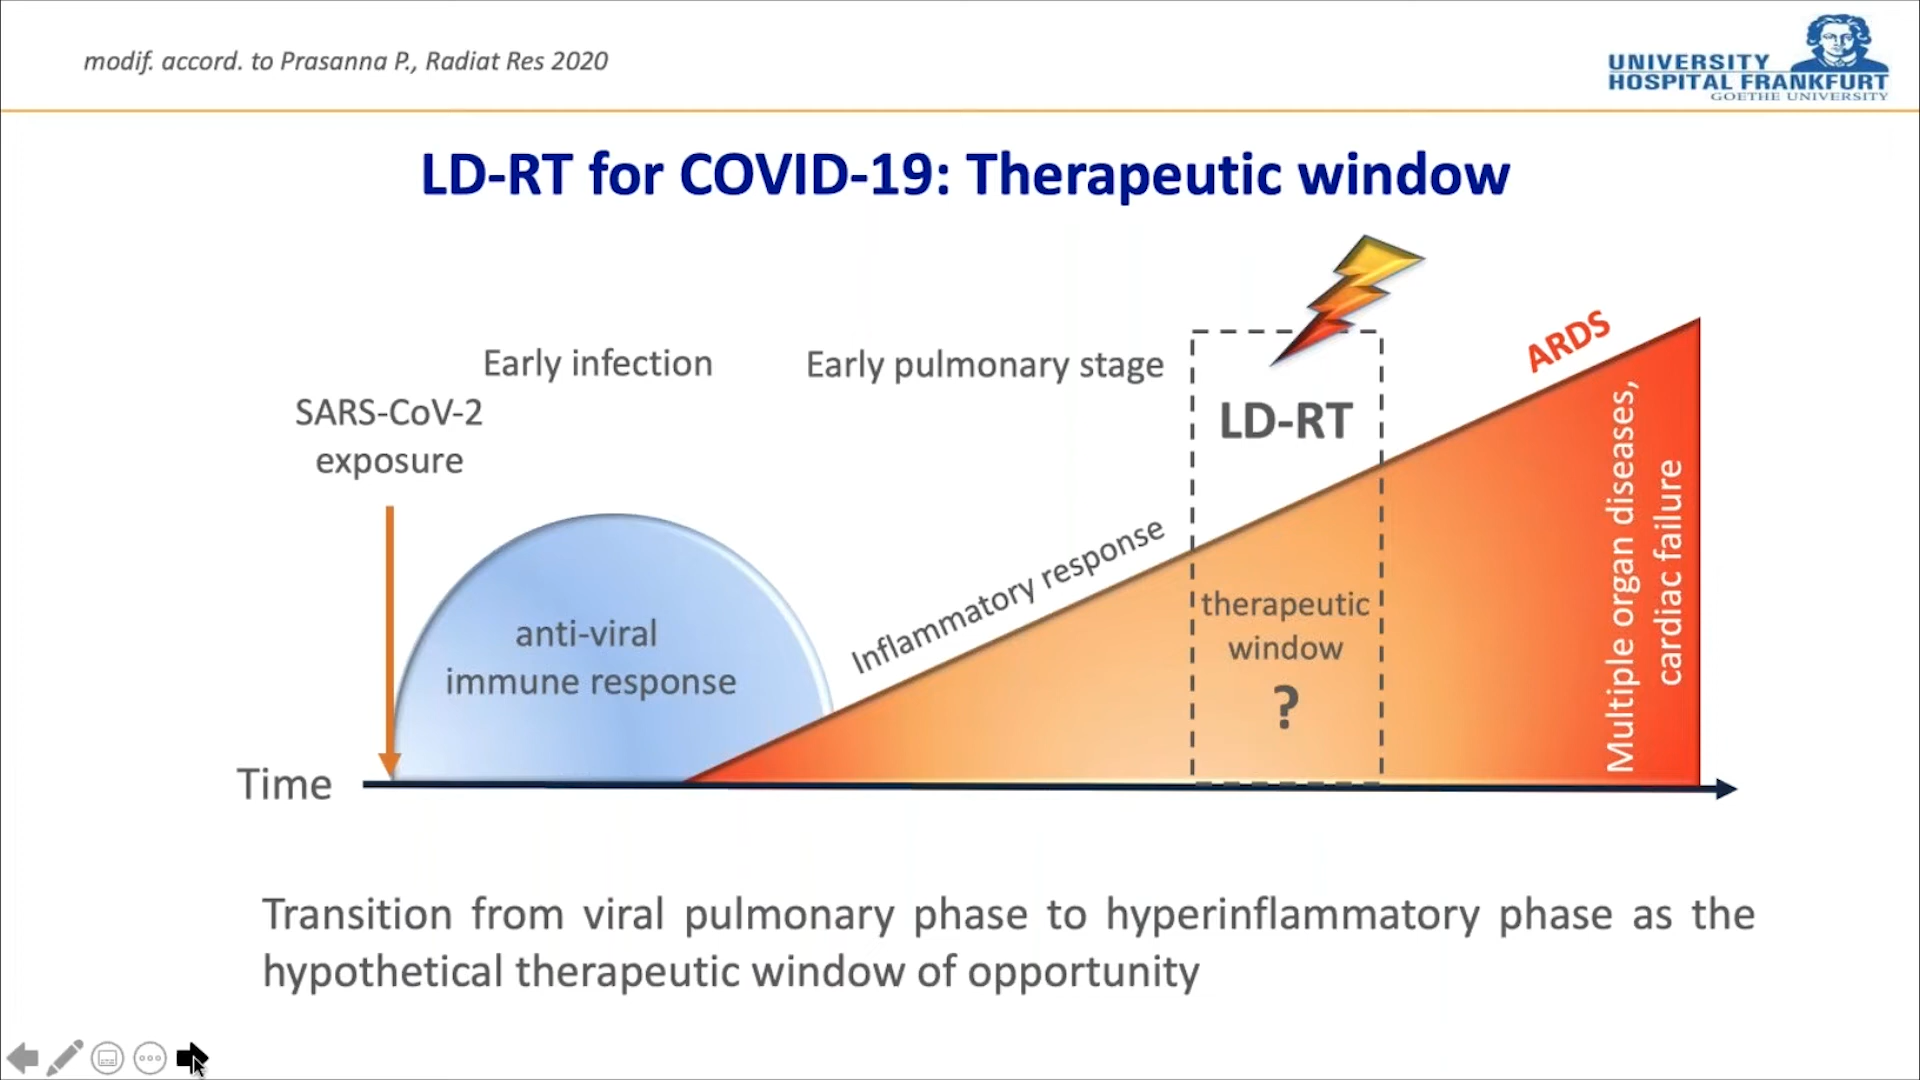 modif. accord. to Prasanna P., Radiat Res 2020
UNIVERSITY
HOSPITAL FRANKFURT
GOETHE UNIVERSITY
LD-RT for COVID-19: Therapeutic window
Early infection
Early pulmonary stage
SARS-CoV-2
exposure
LD-RT
ARDS
anti-viral
immune response
Inflammatory response
therapeutic
window
?
Multiple organ diseases,
cardiac failure
Time
Transition from viral pulmonary phase to hyperinflammatory phase as the
hypothetical therapeutic window of opportunity